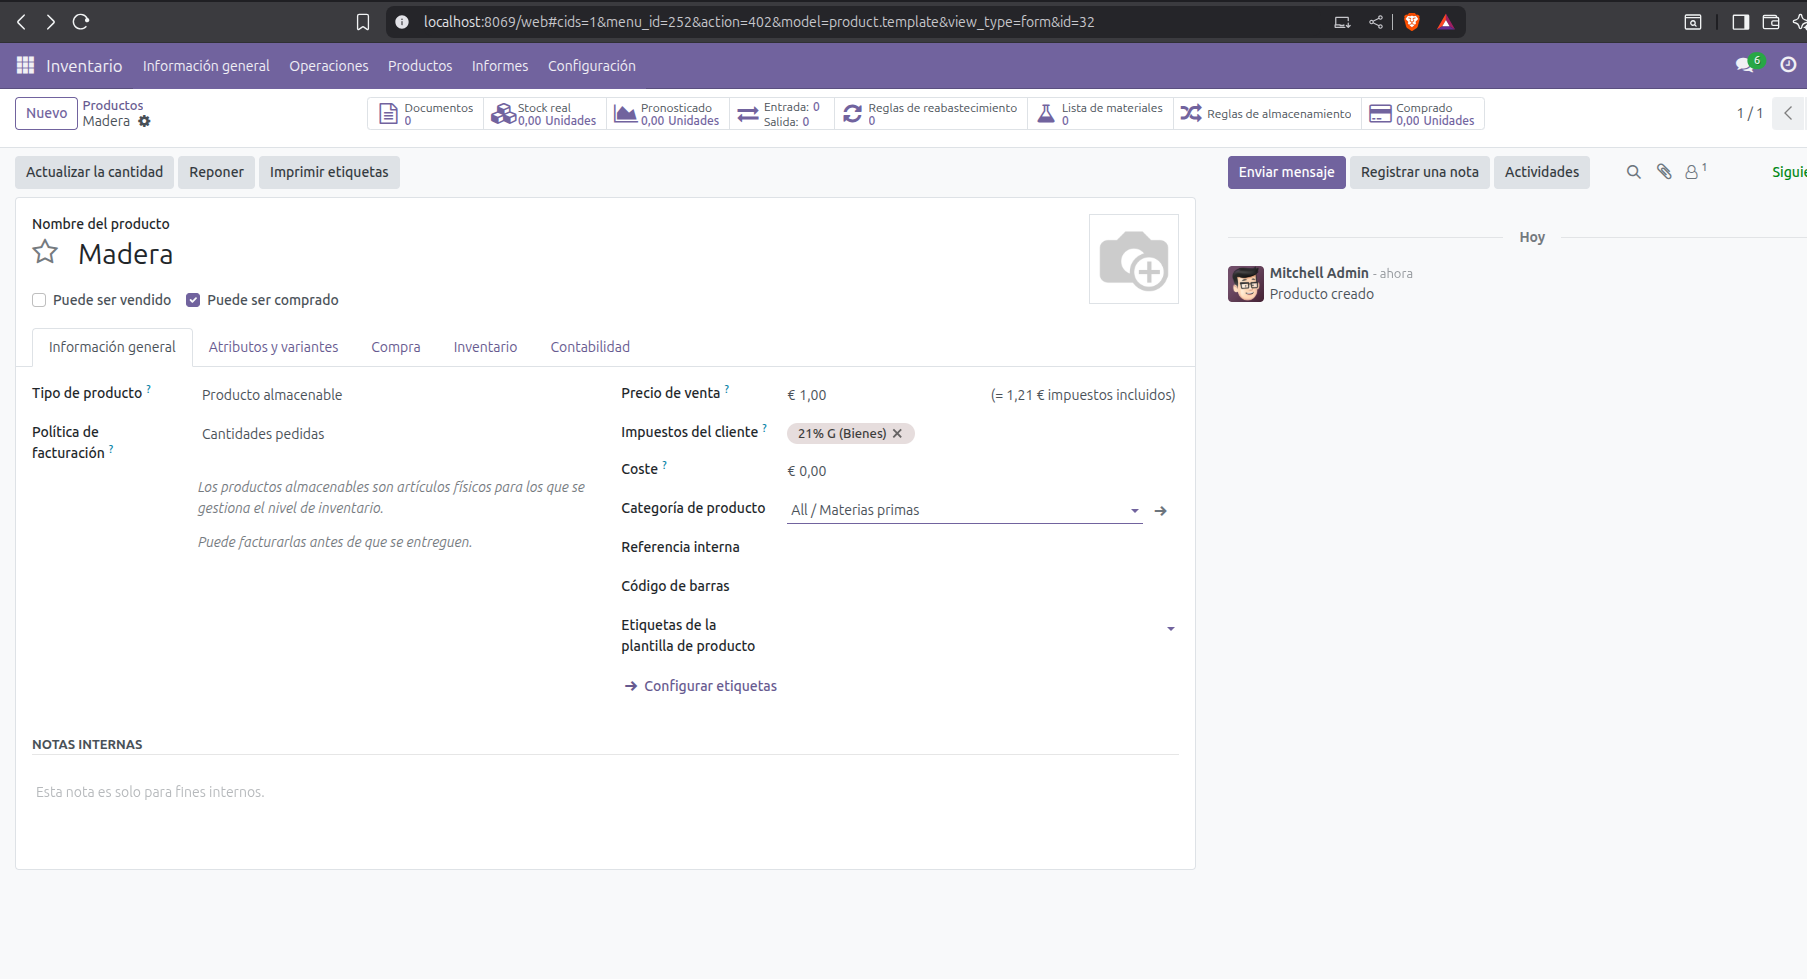 localhost:8069/web#cids=1&menu_id=252&action=402&model=product.template&view_type=form&id=32
Inventario Información general Operaciones Productos Informes Configuración 6
Nuevo
Productos
Madera
Documentos
0
Stock real
0,00 Unidades
Pronosticado
0,00 Unidades
Entrada: 0
Salida: 0
Reglas de reabastecimiento
0
Lista de materiales
0
Reglas de almacenamiento
Comprado
0,00 Unidades
1 / 1
Actualizar la cantidad Reponer Imprimir etiquetas
Enviar mensaje Registrar una nota Actividades 1 Siguie
Nombre del producto
Madera
Puede ser vendido Puede ser comprado
Información general Atributos y variantes Compra Inventario Contabilidad
Tipo de producto ? Producto almacenable
Política de
facturación ?
Cantidades pedidas
Los productos almacenables son artículos físicos para los que se
gestiona el nivel de inventario.
Puede facturarlas antes de que se entreguen.
Precio de venta ? € 1,00 (= 1,21 € impuestos incluidos)
Impuestos del cliente ? 21% G (Bienes)
Coste ? € 0,00
Categoría de producto All / Materias primas
Referencia interna
Código de barras
Etiquetas de la
plantilla de producto
Configurar etiquetas
NOTAS INTERNAS
Esta nota es solo para fines internos.
Hoy
Mitchell Admin - ahora
Producto creado